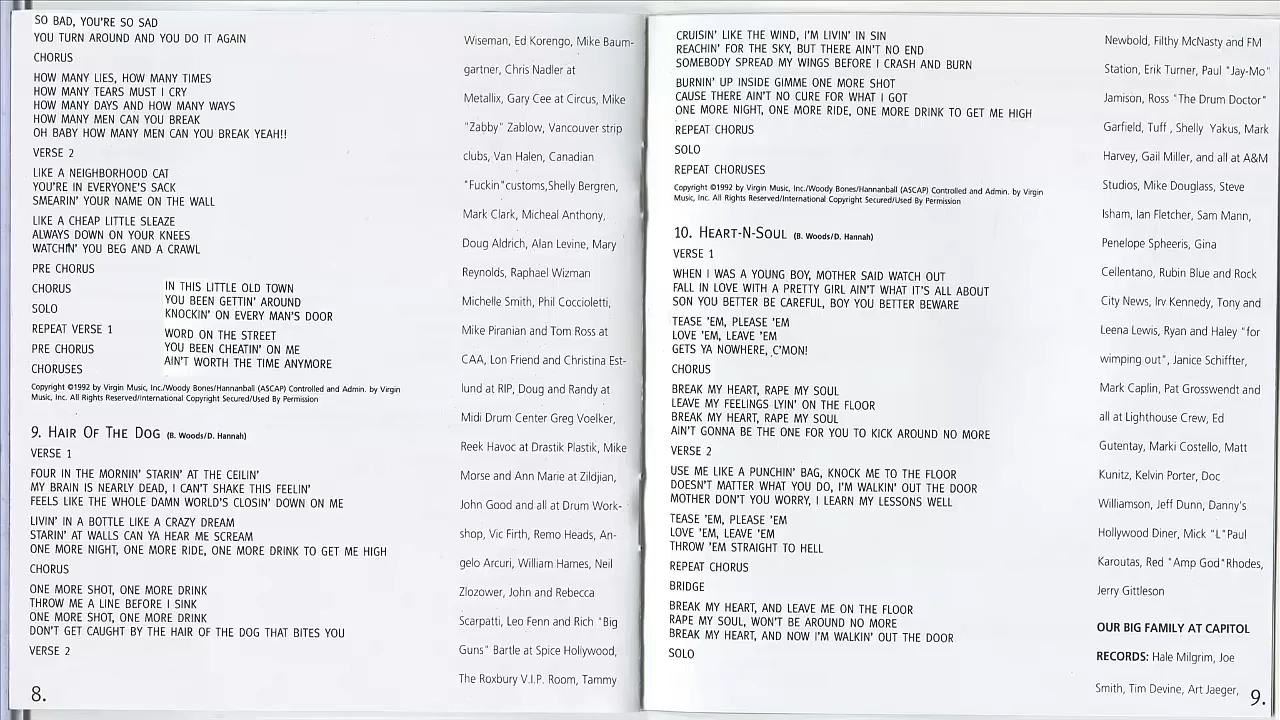 SO BAD, YOU'RE SO SAD
YOU TURN AROUND AND YOU DO IT AGAIN
CHORUS
HOW MANY LIES, HOW MANY TIMES
HOW MANY TEARS MUST I CRY
HOW MANY DAYS AND HOW MANY WAYS
HOW MANY MEN CAN YOU BREAK
OH BABY HOW MANY MEN CAN YOU BREAK YEAH!!
VERSE 2
LIKE A NEIGHBORHOOD CAT
YOU'RE IN EVERYONE'S SACK
SMEARIN' YOUR NAME ON THE WALL
LIKE A CHEAP LITTLE SLEAZE
ALWAYS DOWN ON YOUR KNEES
WATCHIN' YOU BEG AND A CRAWL
PRE CHORUS
CHORUS
SOLO
REPEAT VERSE 1
PRE CHORUS
CHORUSES
IN THIS LITTLE OLD TOWN
YOU BEEN GETTIN' AROUND
KNOCKIN' ON EVERY MAN'S DOOR
WORD ON THE STREET
YOU BEEN CHEATIN' ON ME
AIN'T WORTH THE TIME ANYMORE
Copyright ©1992 by Virgin Music, Inc./Woody Bones/Hannanball (ASCAP) Controlled and Admin. by Virgin
Music, Inc. All Rights Reserved/International Copyright Secured/Used By Permission
9. HAIR OF THE DOG (B. Woods/D. Hannah)
VERSE 1
FOUR IN THE MORNIN' STARIN' AT THE CEILIN'
MY BRAIN IS NEARLY DEAD, I CAN'T SHAKE THIS FEELIN'
FEELS LIKE THE WHOLE DAMN WORLD'S CLOSIN' DOWN ON ME
LIVIN' IN A BOTTLE LIKE A CRAZY DREAM
STARIN' AT WALLS CAN YA HEAR ME SCREAM
ONE MORE NIGHT, ONE MORE RIDE, ONE MORE DRINK TO GET ME HIGH
CHORUS
ONE MORE SHOT, ONE MORE DRINK
THROW ME A LINE BEFORE I SINK
ONE MORE SHOT, ONE MORE DRINK
DON'T GET CAUGHT BY THE HAIR OF THE DOG THAT BITES YOU
VERSE 2
8.
Wiseman, Ed Korengo, Mike Baum-
gartner, Chris Nadler at
Metallix, Gary Cee at Circus, Mike
"Zabby" Zablow, Vancouver strip
clubs, Van Halen, Canadian
"Fuckin"customs,Shelly Bergren,
Mark Clark, Micheal Anthony,
Doug Aldrich, Alan Levine, Mary
Reynolds, Raphael Wizman
Michelle Smith, Phil Coccioletti,
Mike Piranian and Tom Ross at
CAA, Lon Friend and Christina Est-
lund at RIP, Doug and Randy at
Midi Drum Center Greg Voelker,
Reek Havoc at Drastik Plastik, Mike
Morse and Ann Marie at Zildjian,
John Good and all at Drum Work-
shop, Vic Firth, Remo Heads, An-
gelo Arcuri, William Hames, Neil
Zlozower, John and Rebecca
Scarpatti, Leo Fenn and Rich "Big
Guns" Bartle at Spice Hollywood,
The Roxbury V.I.P. Room, Tammy
CRUISIN' LIKE THE WIND, I'M LIVIN' IN SIN
REACHIN' FOR THE SKY, BUT THERE AIN'T NO END
SOMEBODY SPREAD MY WINGS BEFORE I CRASH AND BURN
BURNIN' UP INSIDE GIMME ONE MORE SHOT
CAUSE THERE AIN'T NO CURE FOR WHAT I GOT
ONE MORE NIGHT, ONE MORE RIDE, ONE MORE DRINK TO GET ME HIGH
REPEAT CHORUS
SOLO
REPEAT CHORUSES
Copyright ©1992 by Virgin Music, Inc./Woody Bones/Hannanball (ASCAP) Controlled and Admin. by Virgin
Music, Inc. All Rights Reserved/International Copyright Secured/Used By Permission
10. HEART-N-SOUL (B. Woods/D. Hannah)
VERSE 1
WHEN I WAS A YOUNG BOY, MOTHER SAID WATCH OUT
FALL IN LOVE WITH A PRETTY GIRL AIN'T WHAT IT'S ALL ABOUT
SON YOU BETTER BE CAREFUL, BOY YOU BETTER BEWARE
TEASE 'EM, PLEASE 'EM
LOVE 'EM, LEAVE 'EM
GETS YA NOWHERE, C'MON!
CHORUS
BREAK MY HEART, RAPE MY SOUL
LEAVE MY FEELINGS LYIN' ON THE FLOOR
BREAK MY HEART, RAPE MY SOUL
AIN'T GONNA BE THE ONE FOR YOU TO KICK AROUND NO MORE
VERSE 2
USE ME LIKE A PUNCHIN' BAG, KNOCK ME TO THE FLOOR
DOESN'T MATTER WHAT YOU DO, I'M WALKIN' OUT THE DOOR
MOTHER DON'T YOU WORRY, I LEARN MY LESSONS WELL
TEASE 'EM, PLEASE 'EM
LOVE 'EM, LEAVE 'EM
THROW 'EM STRAIGHT TO HELL
REPEAT CHORUS
BRIDGE
BREAK MY HEART, AND LEAVE ME ON THE FLOOR
RAPE MY SOUL, WON'T BE AROUND NO MORE
BREAK MY HEART, AND NOW I'M WALKIN' OUT THE DOOR
SOLO
Newbold, Filthy McNasty and FM
Station, Erik Turner, Paul "Jay-Mo"
Jamison, Ross "The Drum Doctor"
Garfield, Tuff , Shelly Yakus, Mark
Harvey, Gail Miller, and all at A&M
Studios, Mike Douglass, Steve
Isham, Ian Fletcher, Sam Mann,
Penelope Spheeris, Gina
Cellentano, Rubin Blue and Rock
City News, Irv Kennedy, Tony and
Leena Lewis, Ryan and Haley "for
wimping out", Janice Schiffter,
Mark Caplin, Pat Grosswendt and
all at Lighthouse Crew, Ed
Gutentay, Marki Costello, Matt
Kunitz, Kelvin Porter, Doc
Williamson, Jeff Dunn, Danny's
Hollywood Diner, Mick "L"Paul
Karoutas, Red "Amp God"Rhodes,
Jerry Gittleson
OUR BIG FAMILY AT CAPITOL
RECORDS: Hale Milgrim, Joe
Smith, Tim Devine, Art Jaeger,
9.